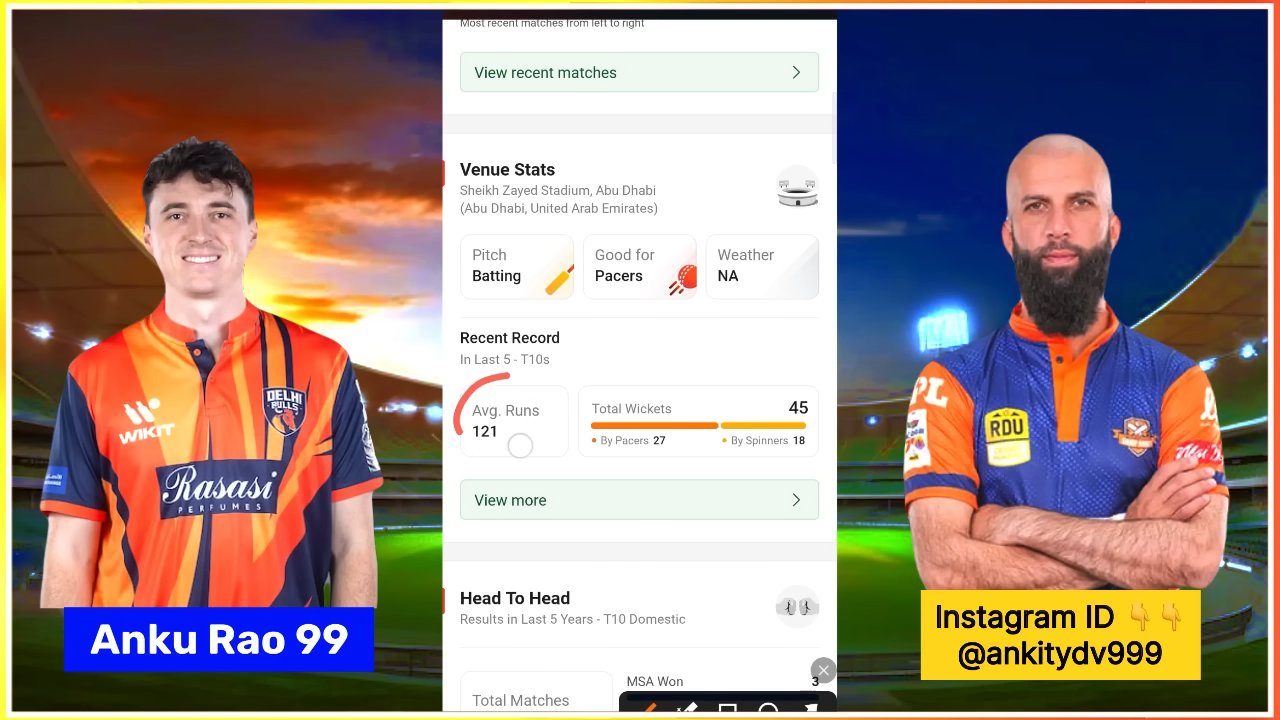 Most recent matches from left to right
View recent matches
Venue Stats
Sheikh Zayed Stadium, Abu Dhabi
(Abu Dhabi, United Arab Emirates)
Pitch
Batting
Good for
Pacers
Weather
NA
Recent Record
In Last 5 - T10s
Avg. Runs
121
Total Wickets 45
By Pacers 27
By Spinners 18
View more
Head To Head
Results in Last 5 Years - T10 Domestic
MSA Won 3
Total Matches
DELHI
BULLS
WIKIT
Rasasi
PERFUMES
Anku Rao 99
PL
RDU
Instagram ID 👇👇
@ankitydv999